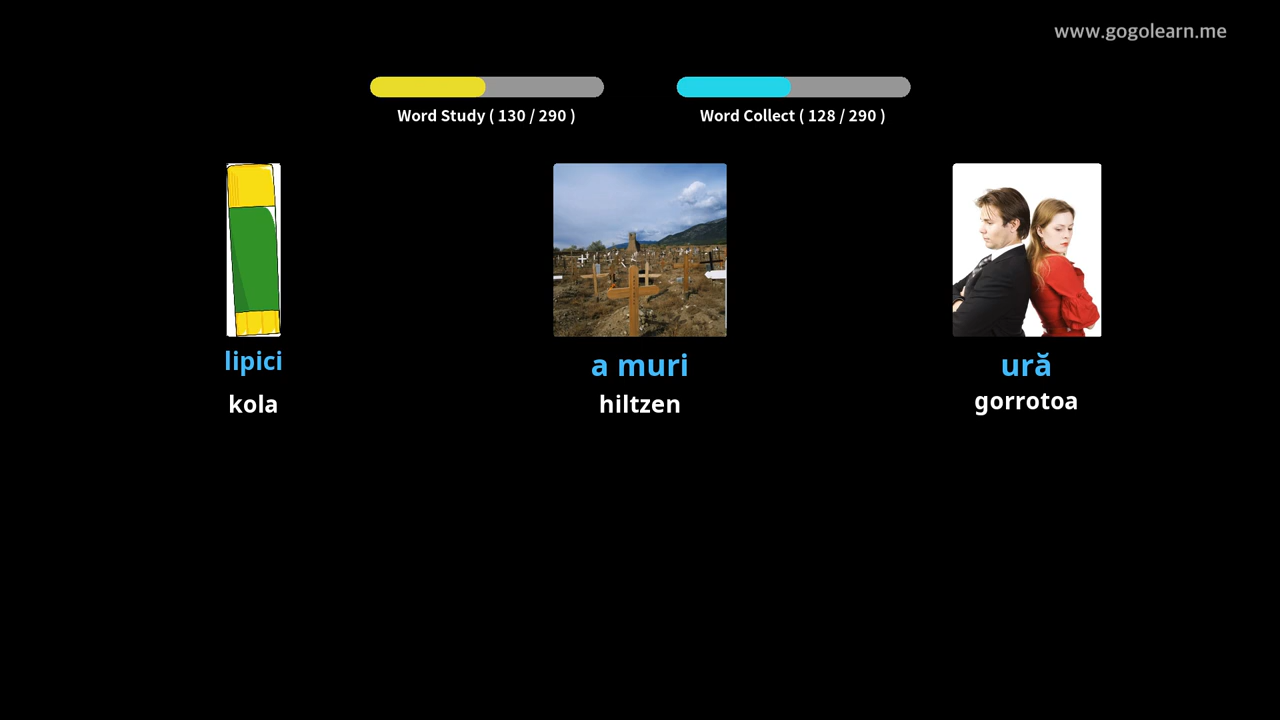 www.gogolearn.me
Word Study ( 130 / 290 )
Word Collect ( 128 / 290 )
lipici
kola
a muri
hiltzen
ură
gorrotoa